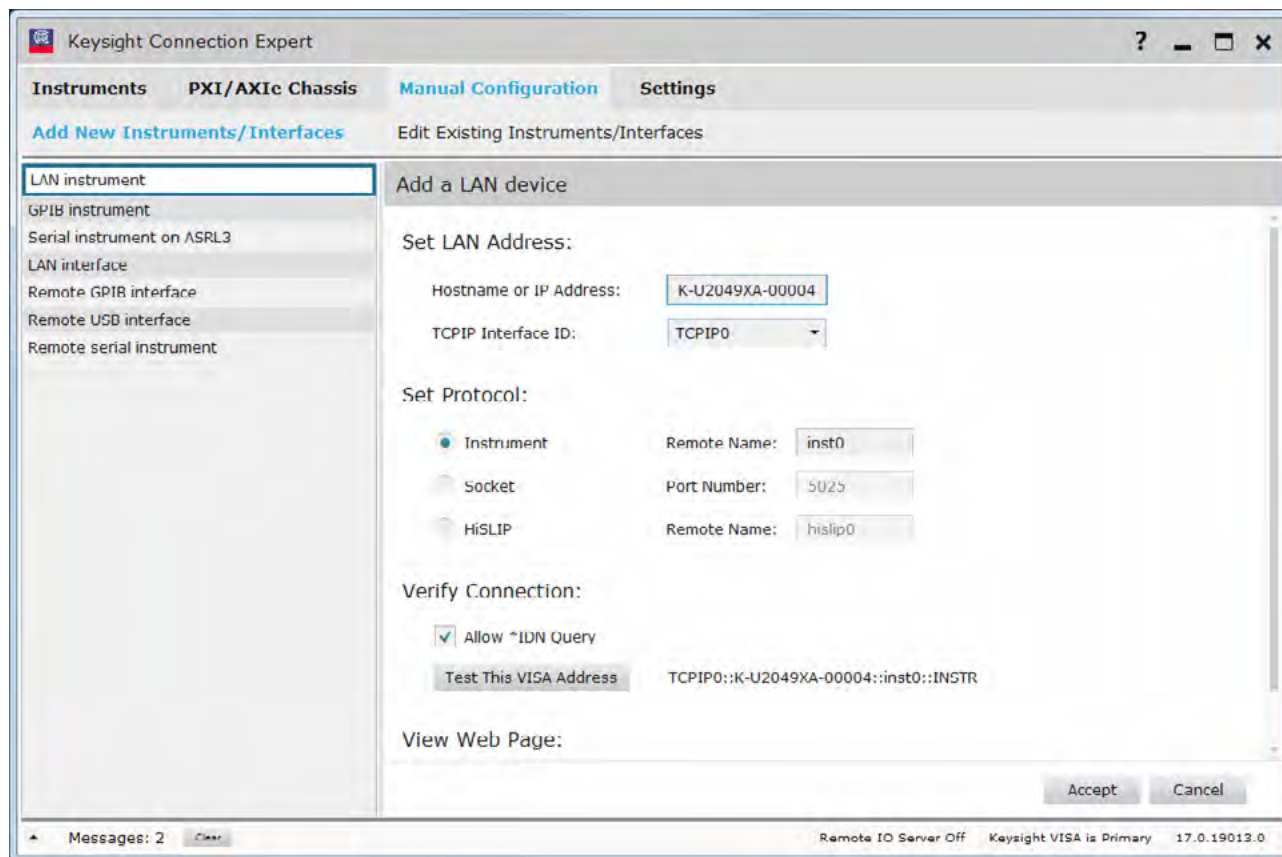 Keysight Connection Expert
?
Instruments PXI/AXIe Chassis Manual Configuration Settings
Add New Instruments/Interfaces Edit Existing Instruments/Interfaces
LAN instrument
GPIB instrument
Serial instrument on ASRL3
LAN interface
Remote GPIB interface
Remote USB interface
Remote serial instrument
Add a LAN device
Set LAN Address:
Hostname or IP Address: K-U2049XA-00004
TCPIP Interface ID: TCPIP0
Set Protocol:
Instrument Remote Name: inst0
Socket Port Number: 5025
HiSLIP Remote Name: hislip0
Verify Connection:
Allow *IDN Query
Test This VISA Address TCPIP0::K-U2049XA-00004::inst0::INSTR
View Web Page:
Accept Cancel
Messages: 2 Clear Remote IO Server Off Keysight VISA is Primary 17.0.19013.0